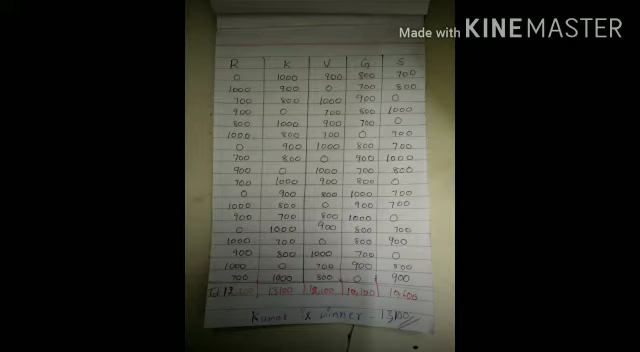 Made with KINEMASTER
R K V G S
0 1000 900 800 700
1000 900 0 700 800
700 800 1000 900 0
900 0 700 800 1000
800 1000 900 700 0
1000 800 700 0 900
0 900 1000 800 700
700 800 0 900 1000
900 0 1000 700 800
700 1000 900 800 0
0 900 800 1000 700
1000 800 0 900 700
900 700 800 1000 0
0 1000 900 800 700
1000 700 0 800 900
900 800 1000 700 0
1000 0 700 900 800
700 1000 800 0 900
13100
Kumar is winner - 13100